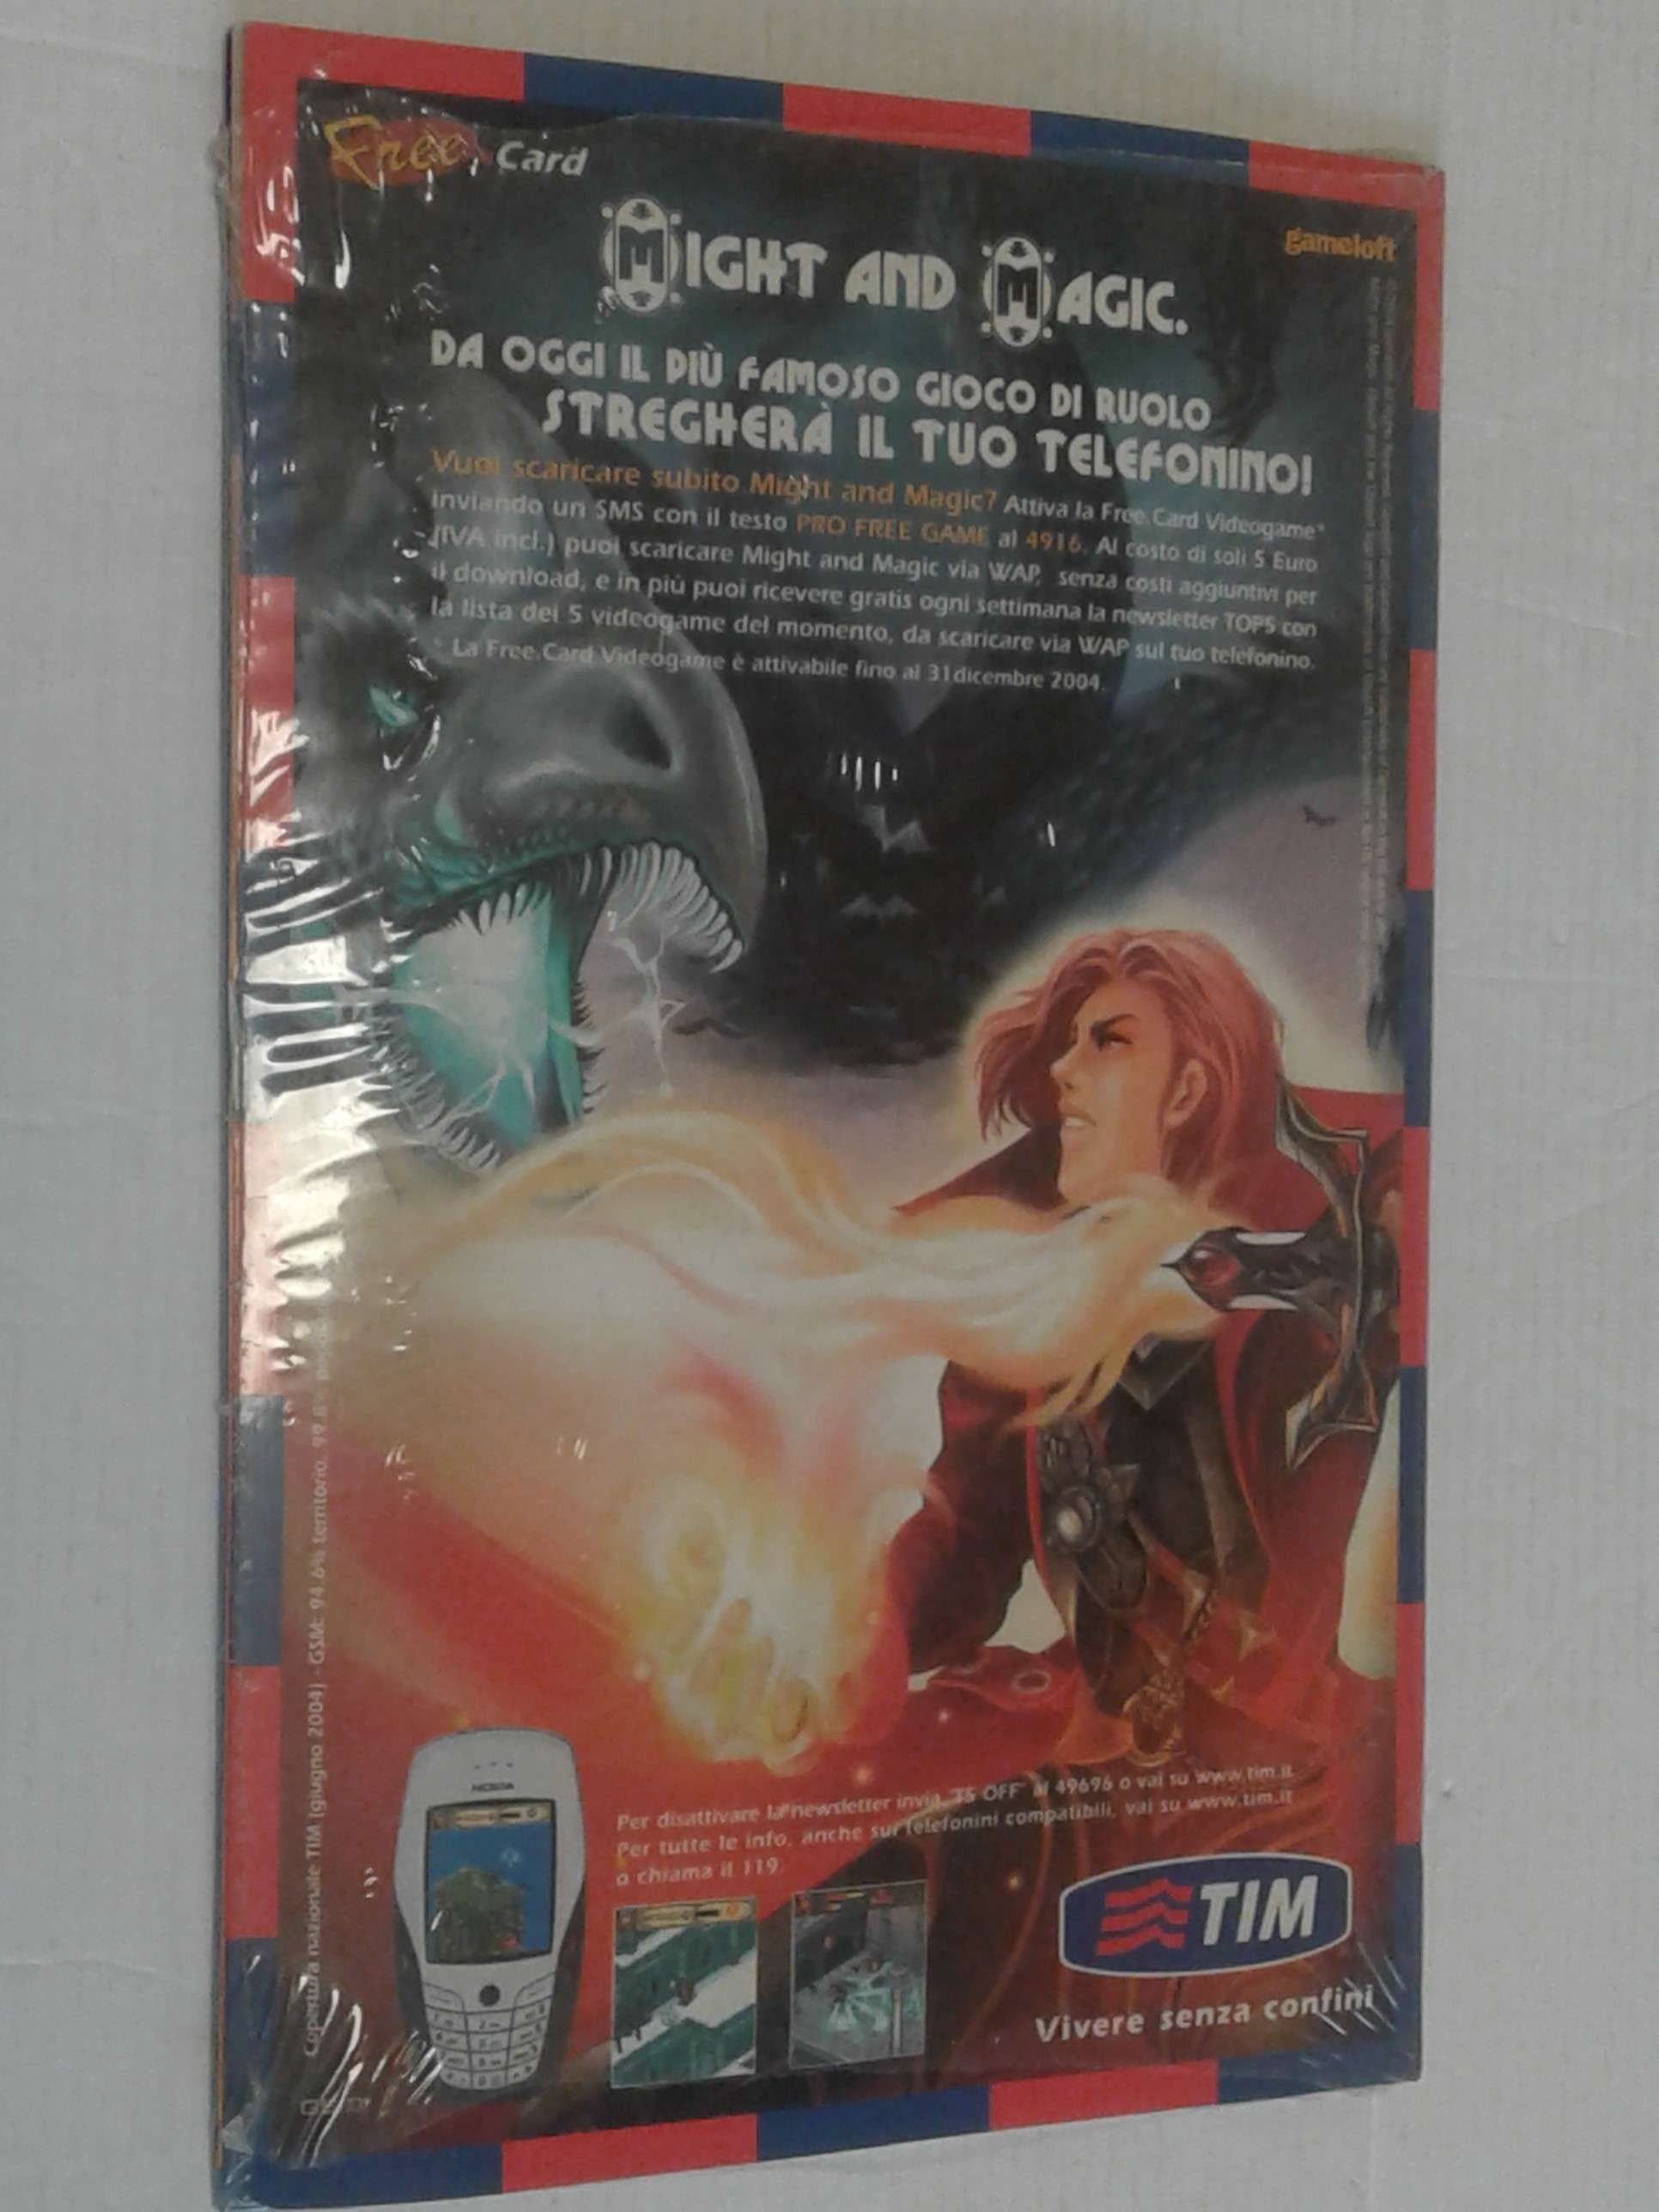 Free. Card
gameloft
MIGHT AND MAGIC.
DA OGGI IL PIÙ FAMOSO GIOCO DI RUOLO
STREGHERÀ IL TUO TELEFONINO!
Vuoi scaricare subito Might and Magic? Attiva la Free.Card Videogame*
inviando un SMS con il testo PRO FREE GAME al 4916. Al costo di soli 5 Euro
(IVA incl.) puoi scaricare Might and Magic via WAP, senza costi aggiuntivi per
il download, e in più puoi ricevere gratis ogni settimana la newsletter TOP5 con
la lista dei 5 videogame del momento, da scaricare via WAP sul tuo telefonino.
* La Free.Card Videogame è attivabile fino al 31dicembre 2004.
Copertura nazionale TIM (giugno 2004) - GSM: 94.6% territorio, 99.8%
NOKIA
Per disattivare la newsletter invia "T5 OFF" al 49696 o vai su www.tim.it
Per tutte le info, anche sui telefonini compatibili, vai su www.tim.it
o chiama il 119
TIM
Vivere senza confini